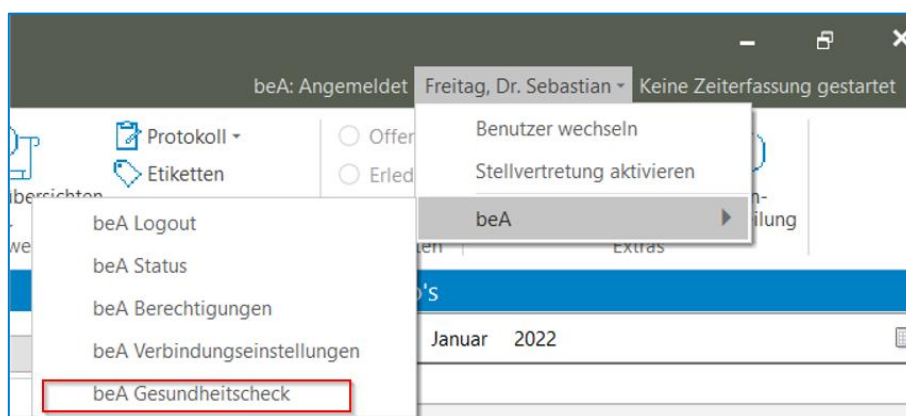 beA: Angemeldet Freitag, Dr. Sebastian Keine Zeiterfassung gestartet
Protokoll
Etiketten
Benutzer wechseln
Stellvertretung aktivieren
beA
Extras
beA Logout
beA Status
beA Berechtigungen
beA Verbindungseinstellungen
beA Gesundheitscheck
Januar 2022